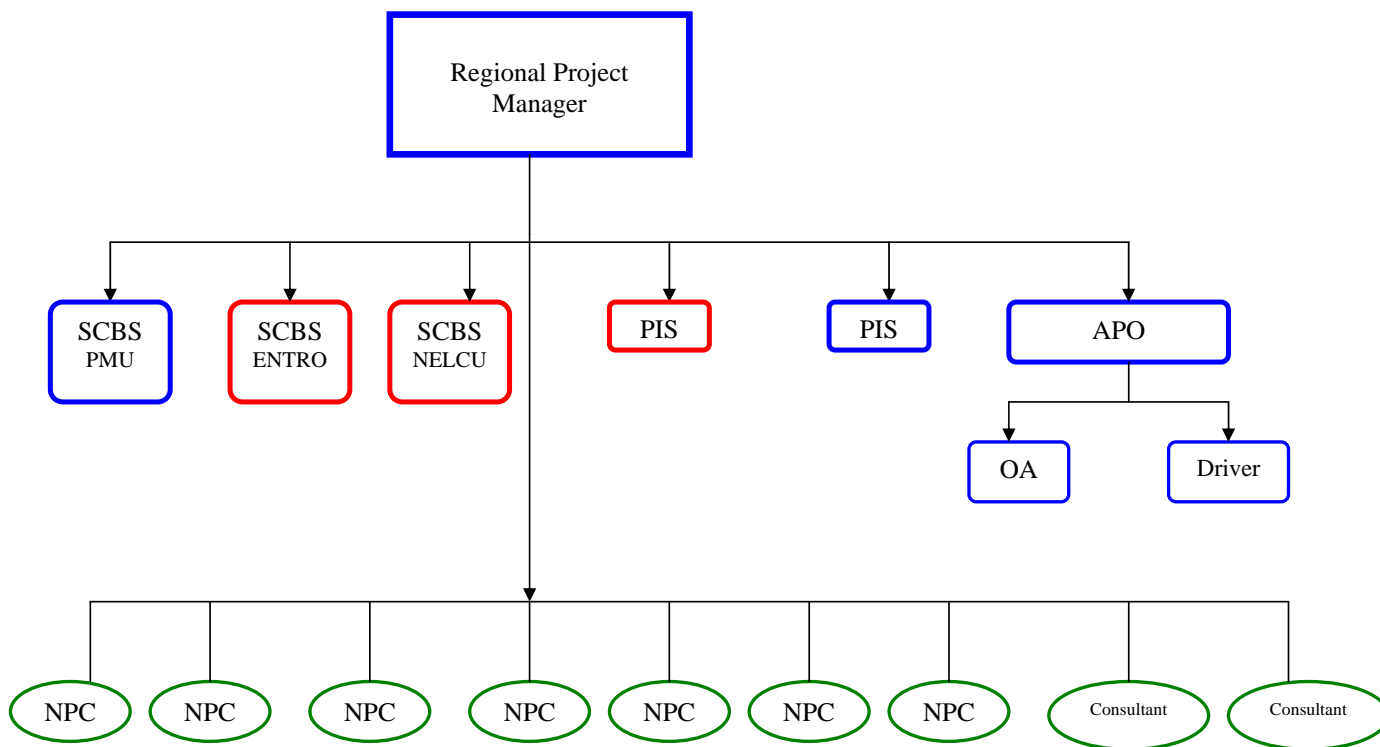 Regional Project
Manager
SCBS
PMU
SCBS
ENTRO
SCBS
NELCU
PIS
PIS
APO
OA
Driver
NPC
NPC
NPC
NPC
NPC
NPC
NPC
Consultant
Consultant